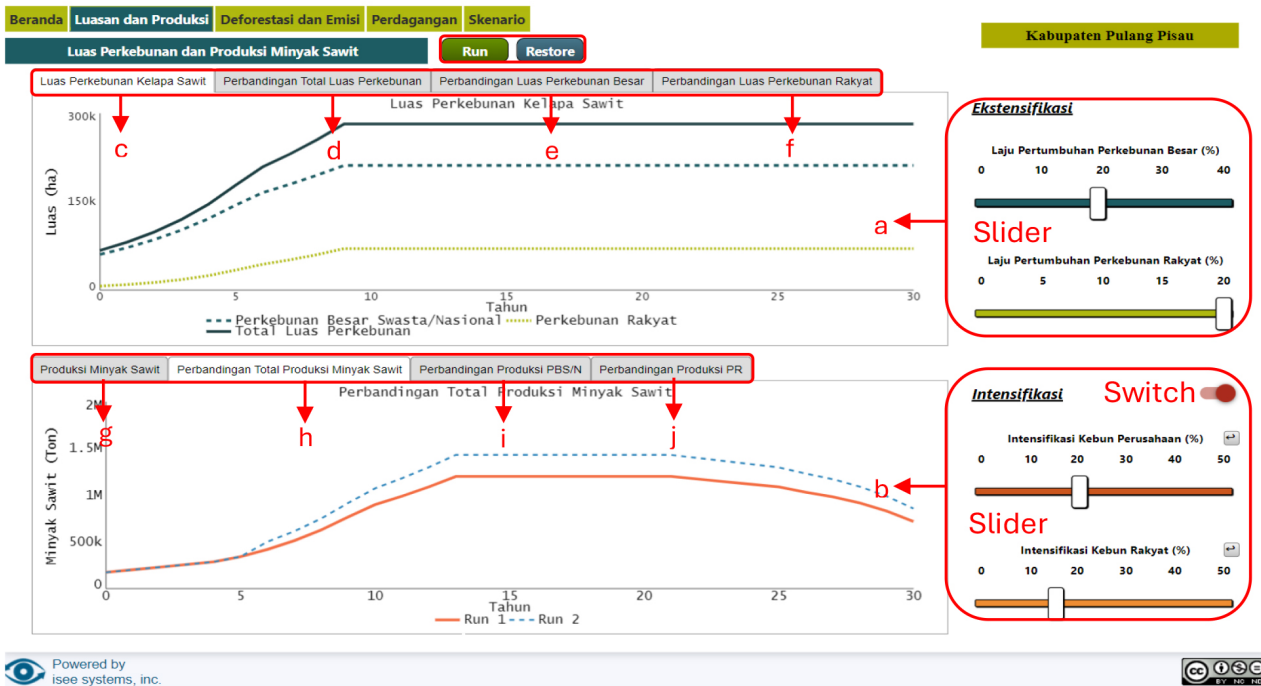 Beranda Luasan dan Produksi Deforestasi dan Emisi Perdagangan Skenario
Luas Perkebunan dan Produksi Minyak Sawit
Run Restore
Kabupaten Pulang Pisau
Luas Perkebunan Kelapa Sawit Perbandingan Total Luas Perkebunan Perbandingan Luas Perkebunan Besar Perbandingan Luas Perkebunan Rakyat
Luas Perkebunan Kelapa Sawit
300k
150k
0
Luas (ha)
c d e f
0 5 10 15 20 25 30
Tahun
Perkebunan Besar Swasta/Nasional Perkebunan Rakyat
Total Luas Perkebunan
a
Ekstensifikasi
Laju Pertumbuhan Perkebunan Besar (%)
0 10 20 30 40
Slider
Laju Pertumbuhan Perkebunan Rakyat (%)
0 5 10 15 20
Produksi Minyak Sawit Perbandingan Total Produksi Minyak Sawit Perbandingan Produksi PBS/N Perbandingan Produksi PR
Perbandingan Total Produksi Minyak Sawit
2M
1.5M
1M
500k
0
Minyak Sawit (Ton)
g h i j
0 5 10 15 20 25 30
Tahun
Run 1 Run 2
b
Intensifikasi Switch
Intensifikasi Kebun Perusahaan (%)
0 10 20 30 40 50
Slider
Intensifikasi Kebun Rakyat (%)
0 10 20 30 40 50
Powered by
isee systems, inc.
cc
BY NC ND